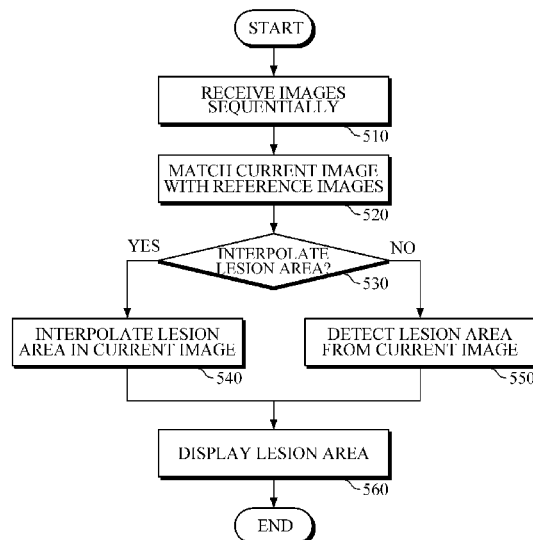 START
RECEIVE IMAGES
SEQUENTIALLY
510
MATCH CURRENT IMAGE
WITH REFERENCE IMAGES
520
YES
INTERPOLATE
LESION AREA?
NO
530
INTERPOLATE LESION
AREA IN CURRENT IMAGE
540
DETECT LESION AREA
FROM CURRENT IMAGE
550
DISPLAY LESION AREA
560
END